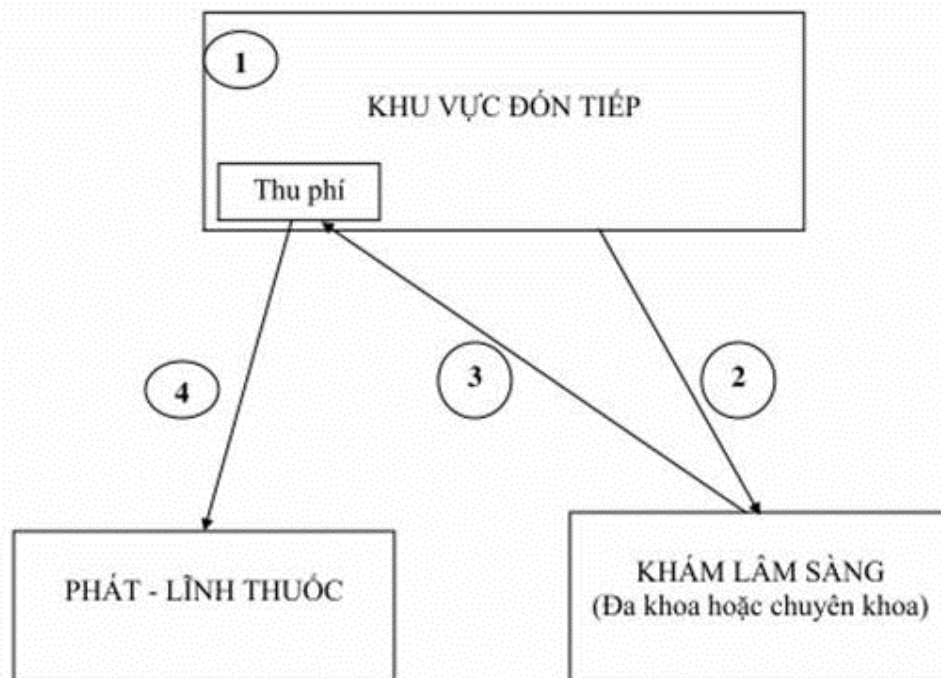 1
KHU VỰC ĐÓN TIẾP
Thu phí
4
3
2
PHÁT - LĨNH THUỐC
KHÁM LÂM SÀNG
(Đa khoa hoặc chuyên khoa)